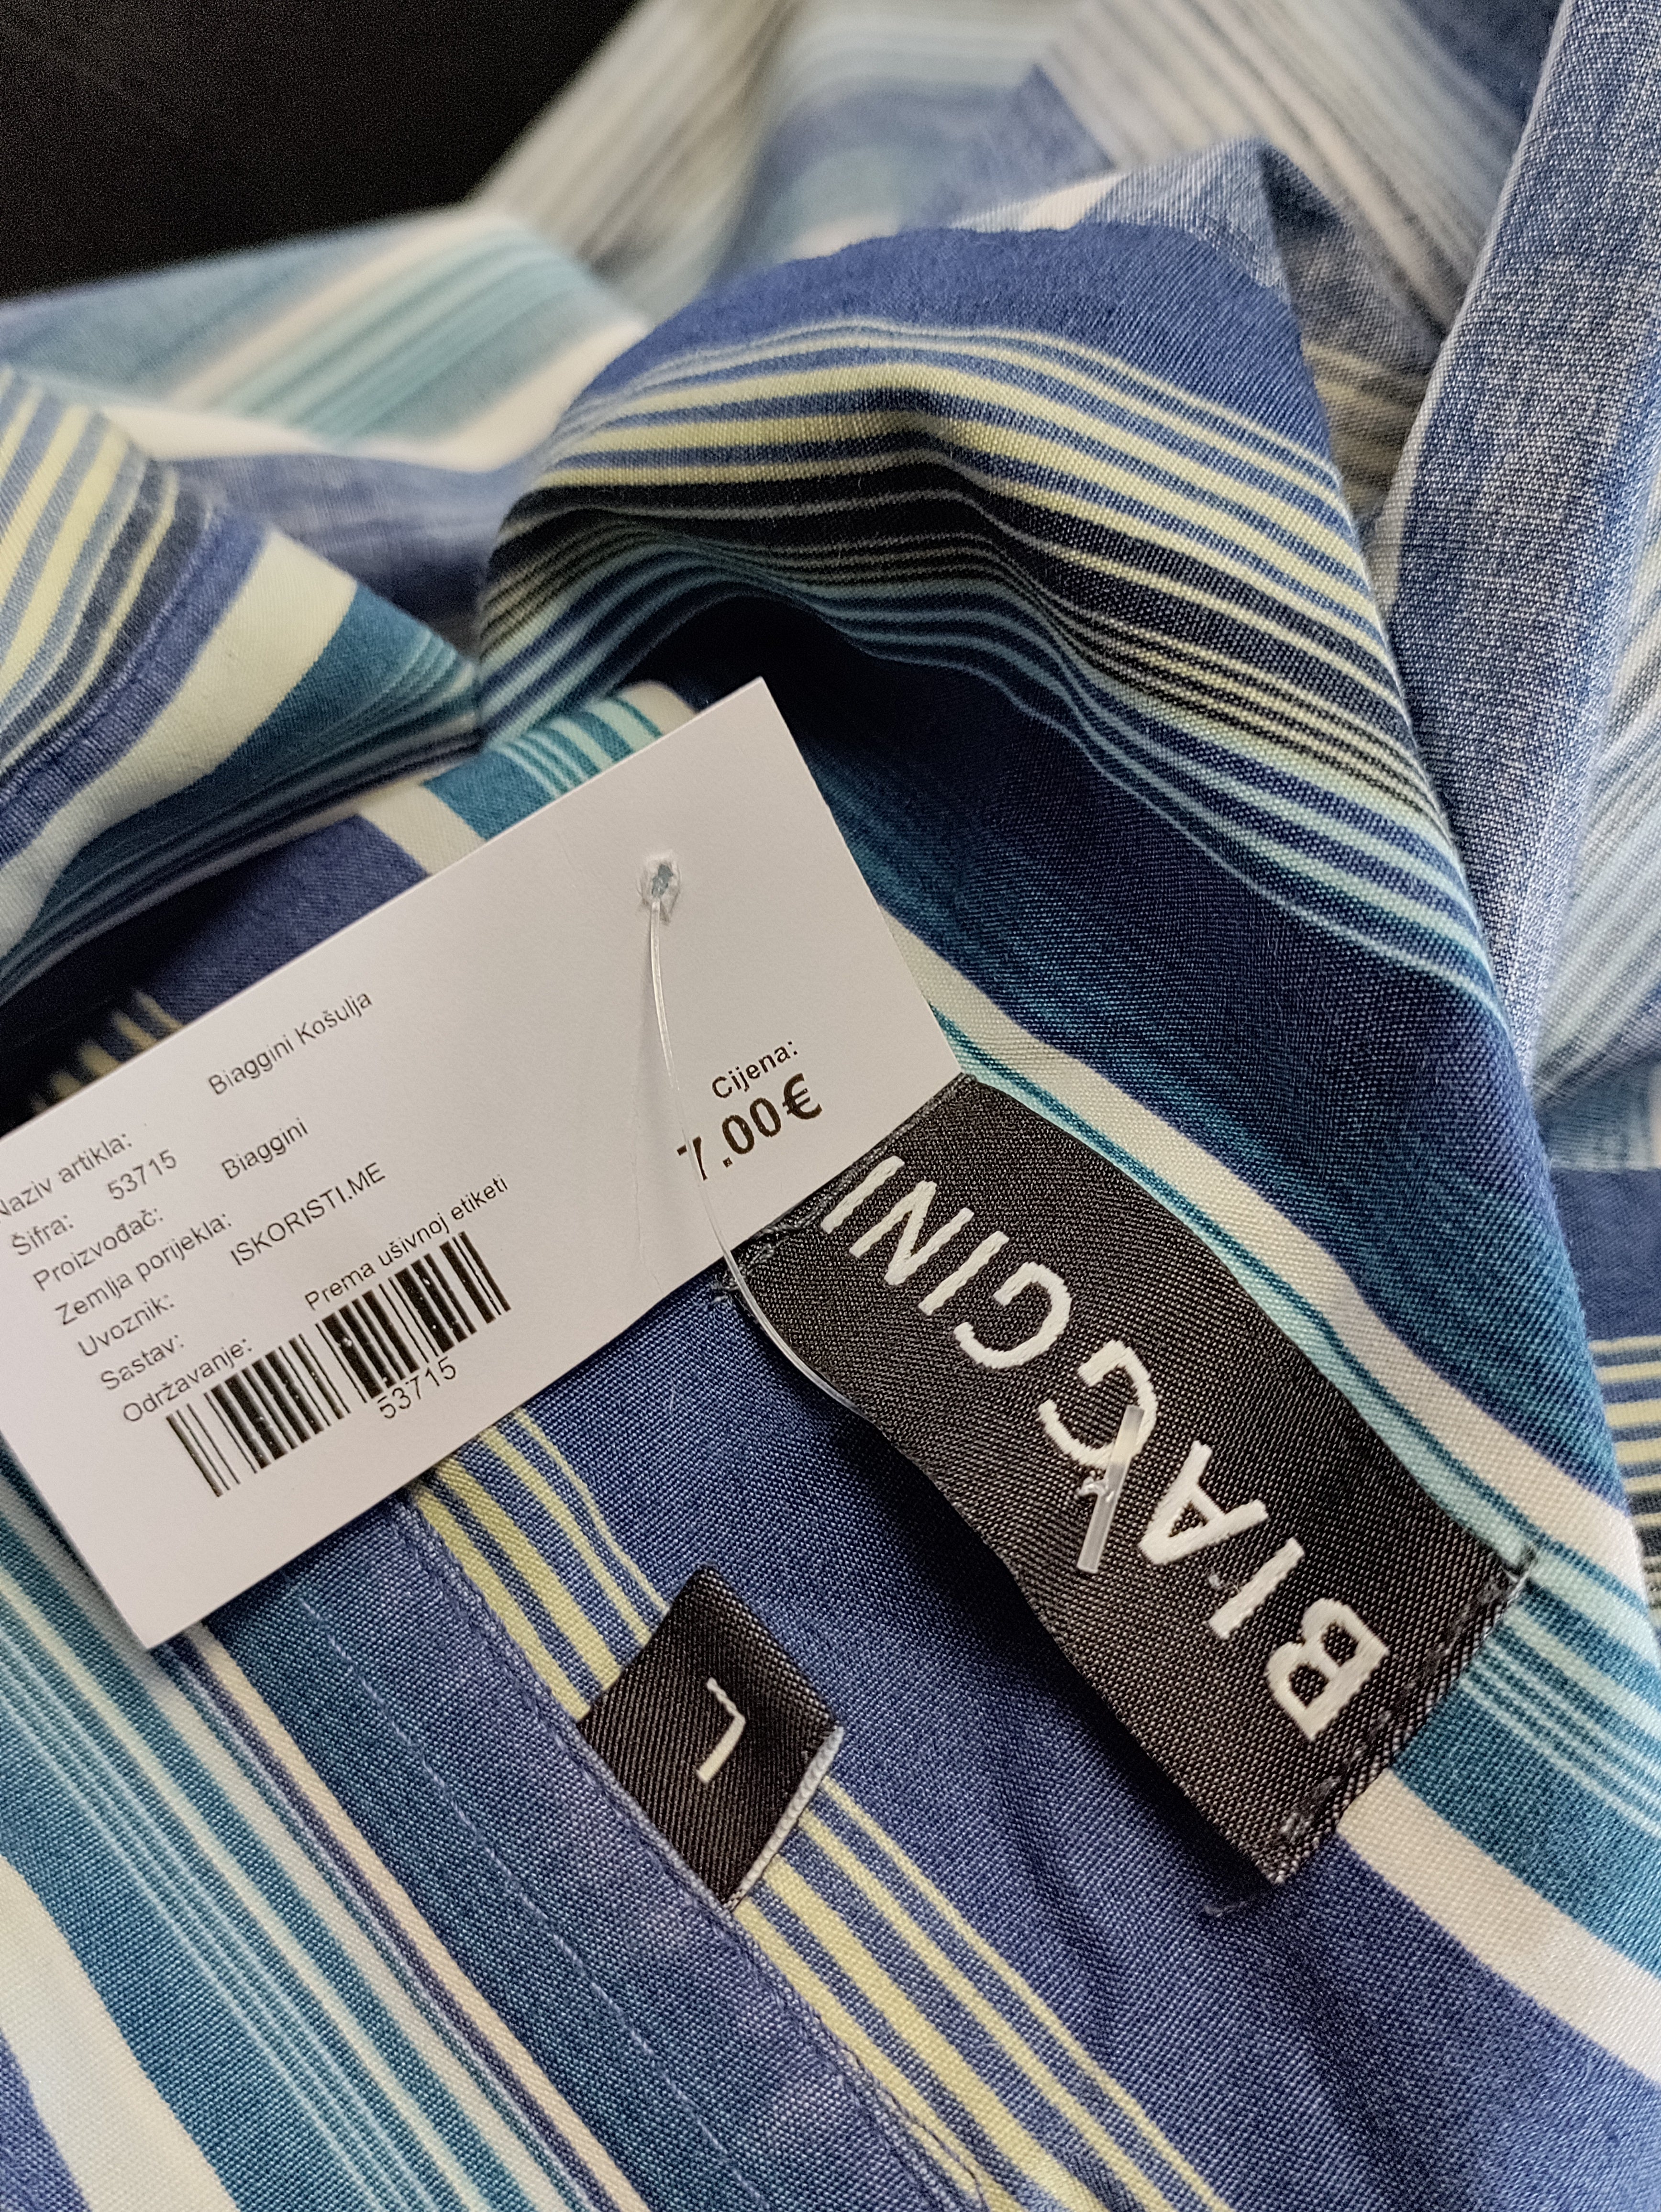 Naziv artikla: Biaggini Košulja
Šifra: 53715
Proizvođač: Biaggini
Zemlja porijekla:
Uvoznik: ISKORISTI.ME
Sastav:
Održavanje: Prema ušivnoj etiketi
53715
Cijena:
7.00€
BIAGGINI
L